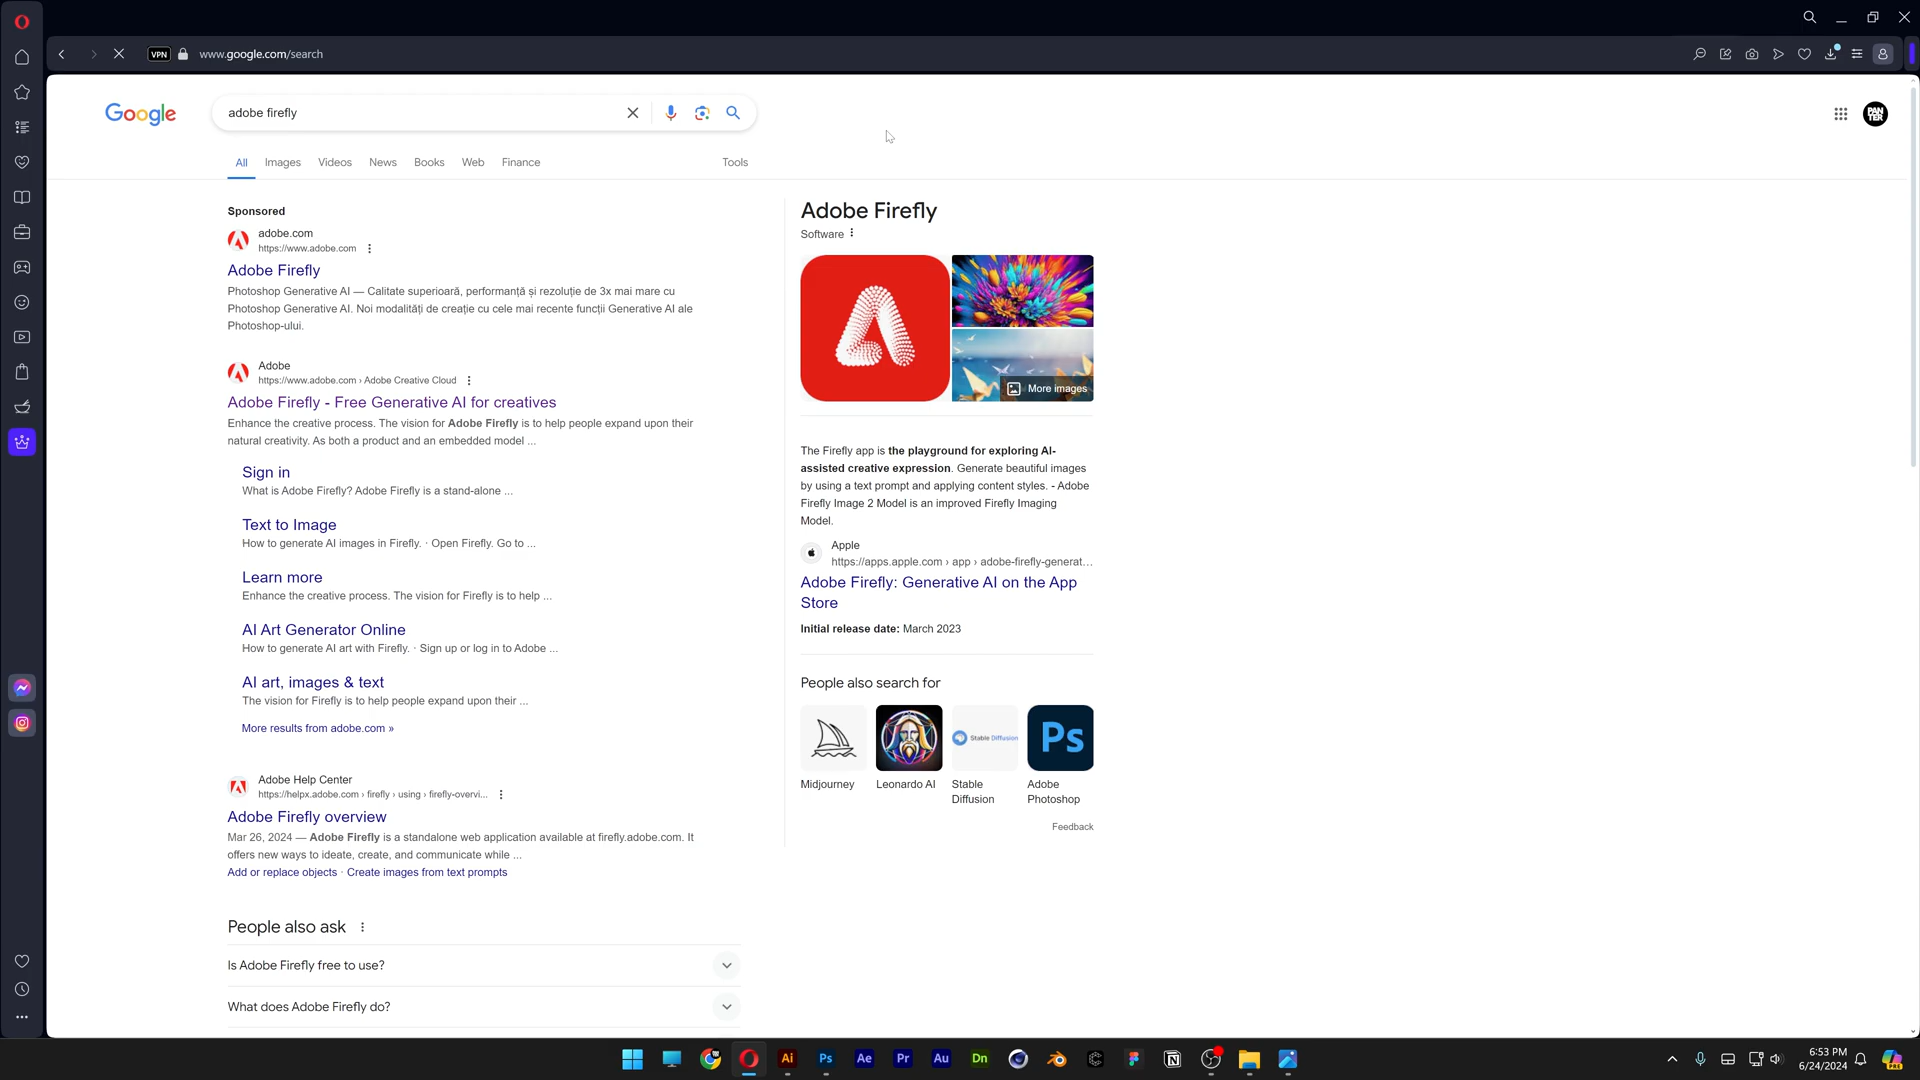 VPN
www.google.com/search
Google
adobe firefly
PAN
TER
All
Images
Videos
News
Books
Web
Finance
Tools
Sponsored
adobe.com
https://www.adobe.com
Adobe Firefly
Photoshop Generative AI — Calitate superioară, performanță și rezoluție de 3x mai mare cu
Photoshop Generative AI. Noi modalități de creație cu cele mai recente funcții Generative AI ale
Photoshop-ului.
Adobe
https://www.adobe.com › Adobe Creative Cloud
Adobe Firefly - Free Generative AI for creatives
Enhance the creative process. The vision for Adobe Firefly is to help people expand upon their
natural creativity. As both a product and an embedded model ...
Sign in
What is Adobe Firefly? Adobe Firefly is a stand-alone ...
Text to Image
How to generate AI images in Firefly. · Open Firefly. Go to ...
Learn more
Enhance the creative process. The vision for Firefly is to help ...
AI Art Generator Online
How to generate AI art with Firefly. · Sign up or log in to Adobe ...
AI art, images & text
The vision for Firefly is to help people expand upon their ...
More results from adobe.com »
Adobe Help Center
https://helpx.adobe.com › firefly › using › firefly-overvi...
Adobe Firefly overview
Mar 26, 2024 — Adobe Firefly is a standalone web application available at firefly.adobe.com. It
offers new ways to ideate, create, and communicate while ...
Add or replace objects · Create images from text prompts
People also ask
Is Adobe Firefly free to use?
What does Adobe Firefly do?
Adobe Firefly
Software
More images
The Firefly app is the playground for exploring AI-
assisted creative expression. Generate beautiful images
by using a text prompt and applying content styles. - Adobe
Firefly Image 2 Model is an improved Firefly Imaging
Model.
Apple
https://apps.apple.com › app › adobe-firefly-generat...
Adobe Firefly: Generative AI on the App
Store
Initial release date: March 2023
People also search for
Stable Diffusion
Ps
Midjourney
Leonardo AI
Stable
Diffusion
Adobe
Photoshop
Feedback
Ai
Ps
Ae
Pr
Au
Dn
6:53 PM
6/24/2024
PRE